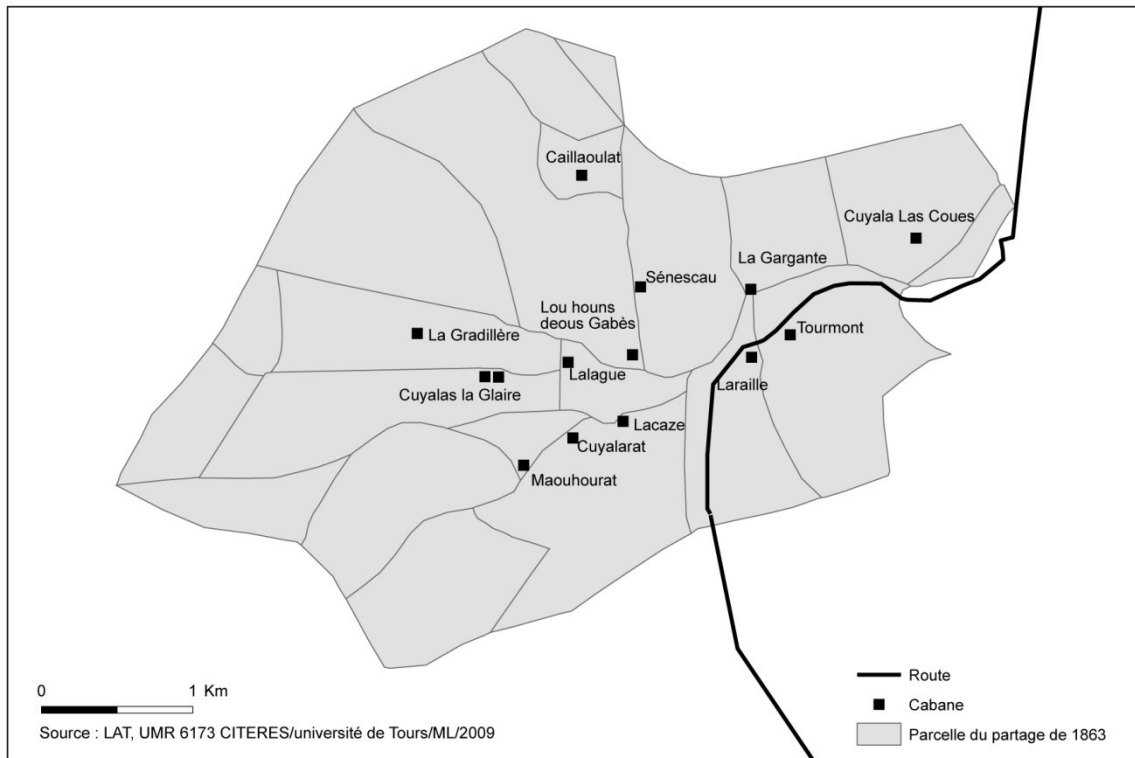 Caillaoulat
Cuyala Las Coues
La Gargante
Sénescau
Lou houns
deous Gabès
Tourmont
La Gradillère
Lalague
Laraille
Cuyalas la Glaire
Lacaze
Cuyalarat
Maouhourat
0 1 Km
Source : LAT, UMR 6173 CITERES/université de Tours/ML/2009
Route
Cabane
Parcelle du partage de 1863